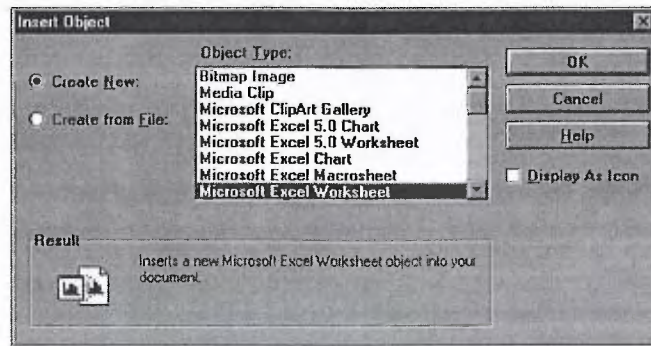 Insert Object
Create New:
Create from File:
Object Type:
Bitmap Image
Media Clip
Microsoft ClipArt Gallery
Microsoft Excel 5.0 Chart
Microsoft Excel 5.0 Worksheet
Microsoft Excel Chart
Microsoft Excel Macrosheet
Microsoft Excel Worksheet
OK
Cancel
Help
Display As Icon
Result
Inserts a new Microsoft Excel Worksheet object into your
document.